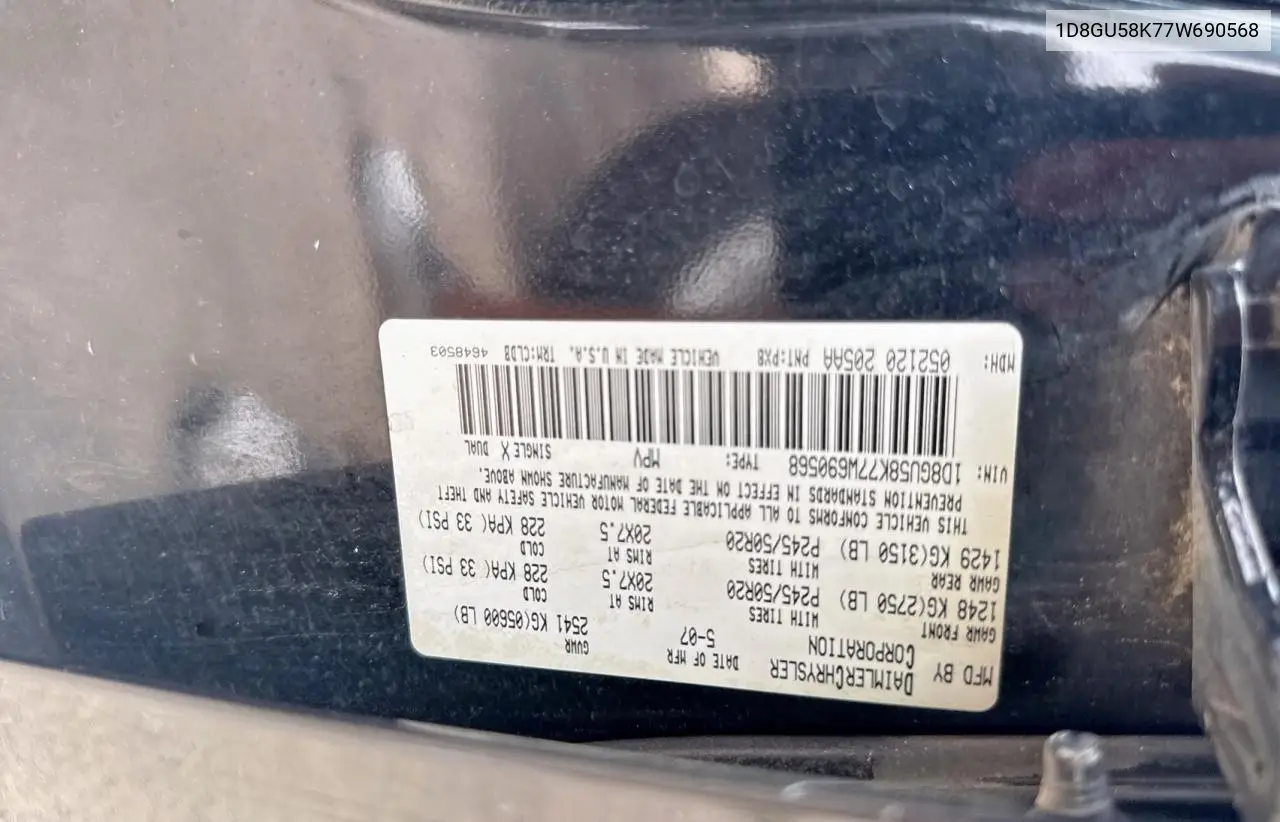 1D8GU58K77W690568
MFD BY DAIMLERCHRYSLER CORPORATION DATE OF MFR 5-07 GVWR 2541 KG(05600 LB)
GAWR FRONT WITH TIRES RIMS AT COLD
1248 KG(2750 LB) P245/50R20 20X7.5 228 KPA( 33 PSI)
GAWR REAR WITH TIRES RIMS AT COLD
1429 KG(3150 LB) P245/50R20 20X7.5 228 KPA( 33 PSI)
THIS VEHICLE CONFORMS TO ALL APPLICABLE FEDERAL MOTOR VEHICLE SAFETY AND THEFT
PREVENTION STANDARDS IN EFFECT ON THE DATE OF MANUFACTURE SHOWN ABOVE.
VIN: 1D8GU58K77W690568 TYPE: MPV SINGLE X DUAL
MDH: 052120 205AA PNT:PXB VEHICLE MADE IN U.S.A. TRM:CLDB 4648503